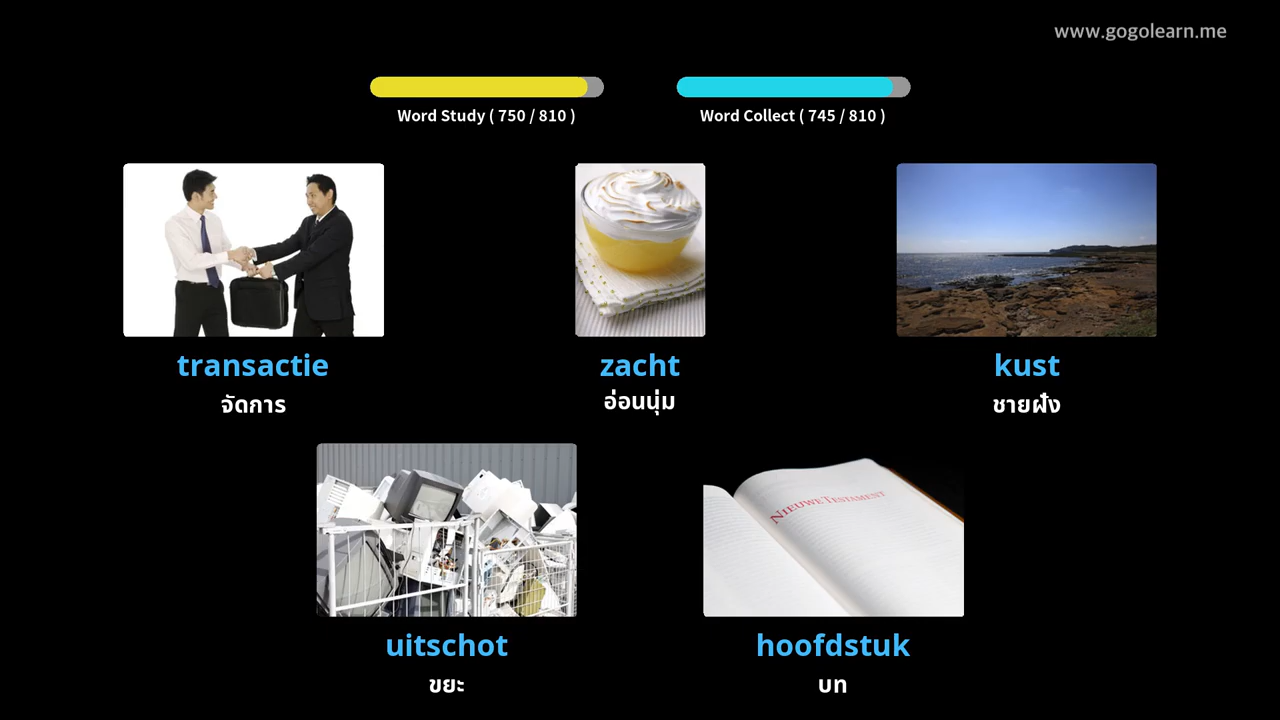 www.gogolearn.me
Word Study ( 750 / 810 )
Word Collect ( 745 / 810 )
transactie
จัดการ
zacht
อ่อนนุ่ม
kust
ชายฝั่ง
NIEUWE TESTAMENT
uitschot
ขยะ
hoofdstuk
บท